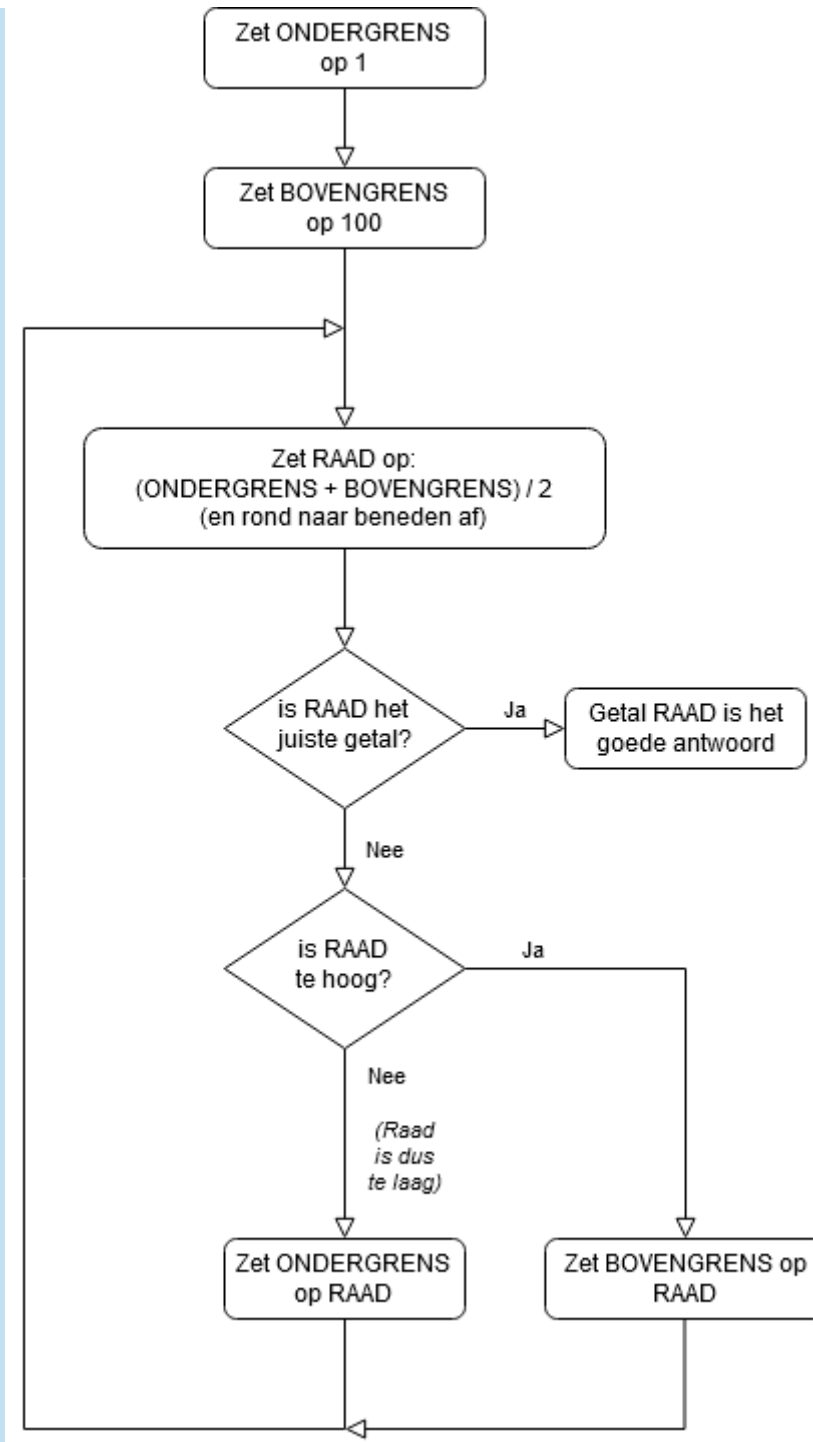 Zet ONDERGRENS
op 1
Zet BOVENGRENS
op 100
Zet RAAD op:
(ONDERGRENS + BOVENGRENS) / 2
(en rond naar beneden af)
is RAAD het
juiste getal?
Ja
Getal RAAD is het
goede antwoord
Nee
is RAAD
te hoog?
Ja
Nee
(Raad
is dus
te laag)
Zet ONDERGRENS
op RAAD
Zet BOVENGRENS op
RAAD